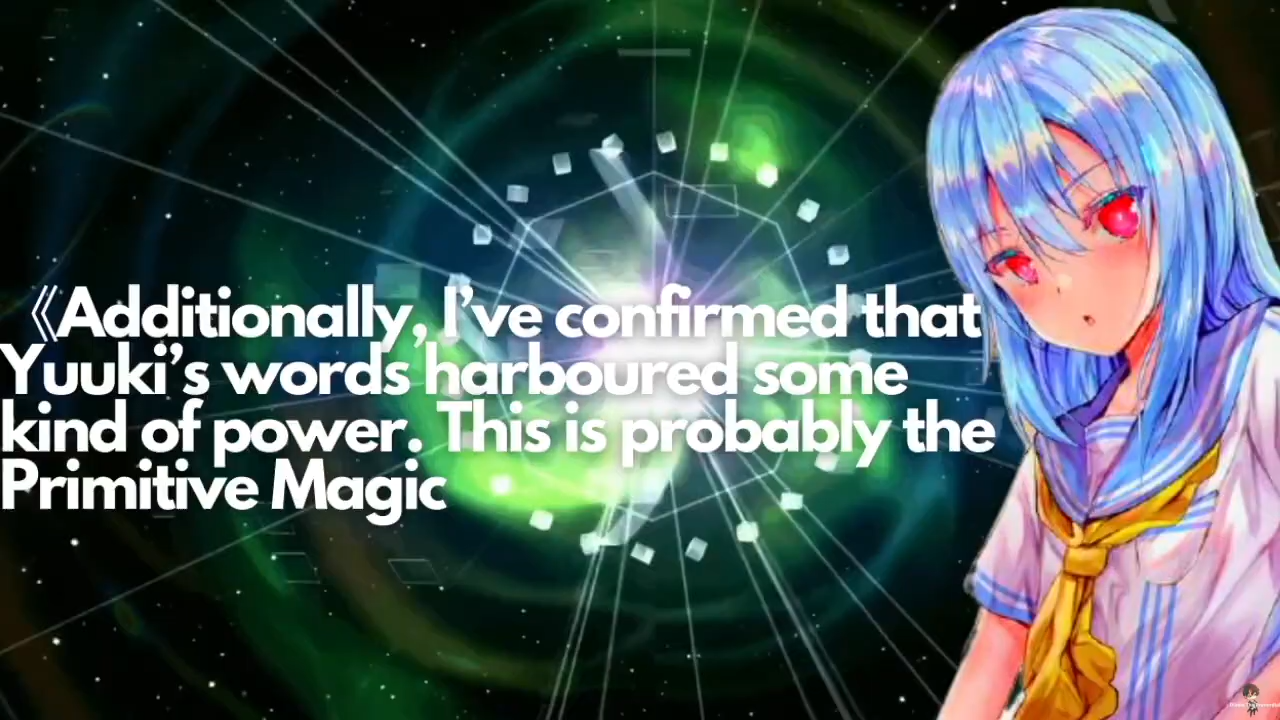 《Additionally, I’ve confirmed that
Yuuki’s words harboured some
kind of power. This is probably the
Primitive Magic